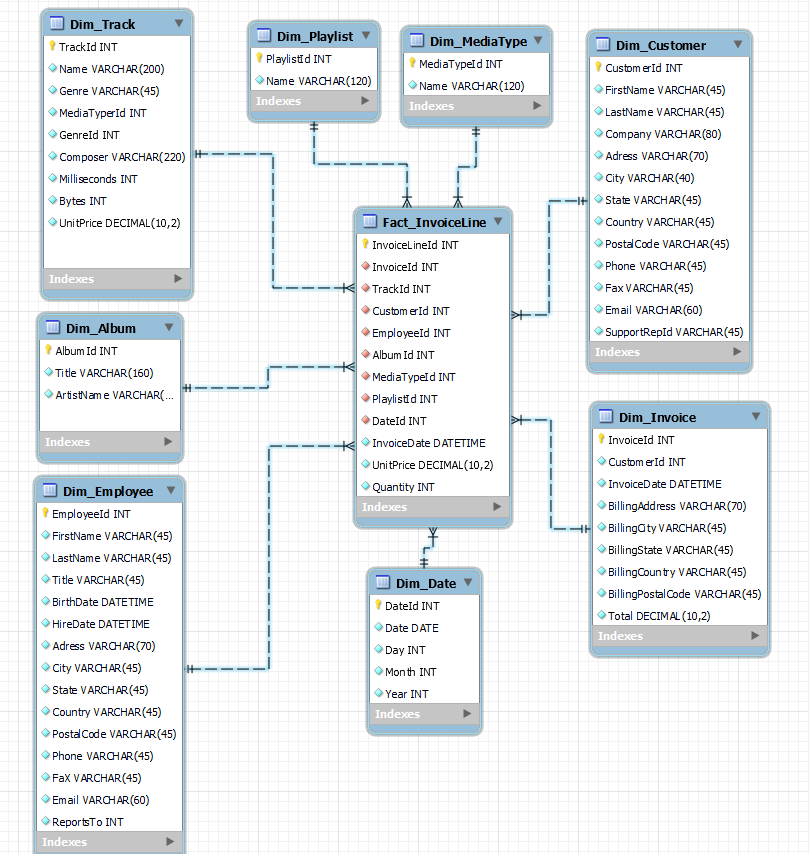 Dim_Track
TrackId INT
Name VARCHAR(200)
Genre VARCHAR(45)
MediaTyperId INT
GenreId INT
Composer VARCHAR(220)
Milliseconds INT
Bytes INT
UnitPrice DECIMAL(10,2)
Indexes
Dim_Playlist
PlaylistId INT
Name VARCHAR(120)
Indexes
Dim_MediaType
MediaTypeId INT
Name VARCHAR(120)
Indexes
Dim_Customer
CustomerId INT
FirstName VARCHAR(45)
LastName VARCHAR(45)
Company VARCHAR(80)
Adress VARCHAR(70)
City VARCHAR(40)
State VARCHAR(45)
Country VARCHAR(45)
PostalCode VARCHAR(45)
Phone VARCHAR(45)
Fax VARCHAR(45)
Email VARCHAR(60)
SupportRepId VARCHAR(45)
Indexes
Fact_InvoiceLine
InvoiceLineId INT
InvoiceId INT
TrackId INT
CustomerId INT
EmployeeId INT
AlbumId INT
MediaTypeId INT
PlaylistId INT
DateId INT
InvoiceDate DATETIME
UnitPrice DECIMAL(10,2)
Quantity INT
Indexes
Dim_Album
AlbumId INT
Title VARCHAR(160)
ArtistName VARCHAR(...
Indexes
Dim_Employee
EmployeeId INT
FirstName VARCHAR(45)
LastName VARCHAR(45)
Title VARCHAR(45)
BirthDate DATETIME
HireDate DATETIME
Adress VARCHAR(70)
City VARCHAR(45)
State VARCHAR(45)
Country VARCHAR(45)
PostalCode VARCHAR(45)
Phone VARCHAR(45)
FaX VARCHAR(45)
Email VARCHAR(60)
ReportsTo INT
Indexes
Dim_Date
DateId INT
Date DATE
Day INT
Month INT
Year INT
Indexes
Dim_Invoice
InvoiceId INT
CustomerId INT
InvoiceDate DATETIME
BillingAddress VARCHAR(70)
BillingCity VARCHAR(45)
BillingState VARCHAR(45)
BillingCountry VARCHAR(45)
BillingPostalCode VARCHAR(45)
Total DECIMAL(10,2)
Indexes